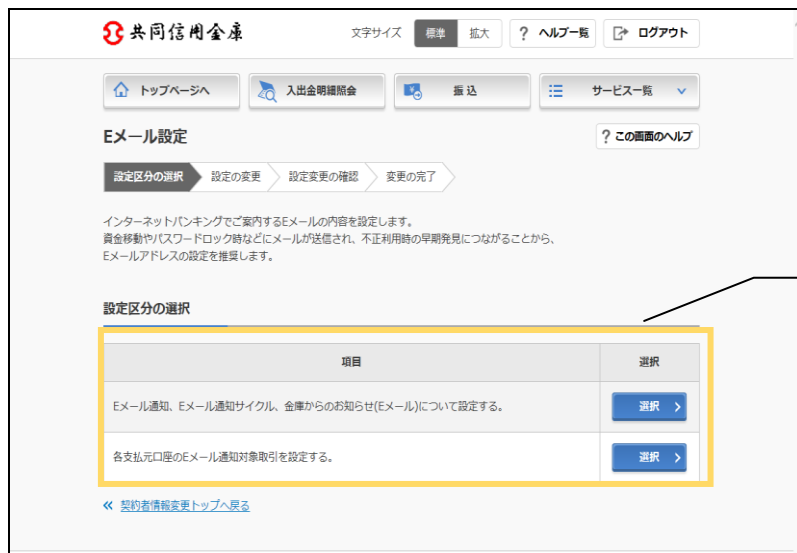 共同信用金庫 文字サイズ 標準 拡大 ? ヘルプ一覧 ログアウト
トップページへ 入出金明細照会 振込 サービス一覧
Eメール設定 ? この画面のヘルプ
設定区分の選択 設定の変更 設定変更の確認 変更の完了
インターネットバンキングでご案内するEメールの内容を設定します。
資金移動やパスワードロック時などにメールが送信され、不正利用時の早期発見につながることから、
Eメールアドレスの設定を推奨します。
設定区分の選択
項目 選択
Eメール通知、Eメール通知サイクル、金庫からのお知らせ(Eメール)について設定する。 選択
各支払元口座のEメール通知対象取引を設定する。 選択
契約者情報変更トップへ戻る